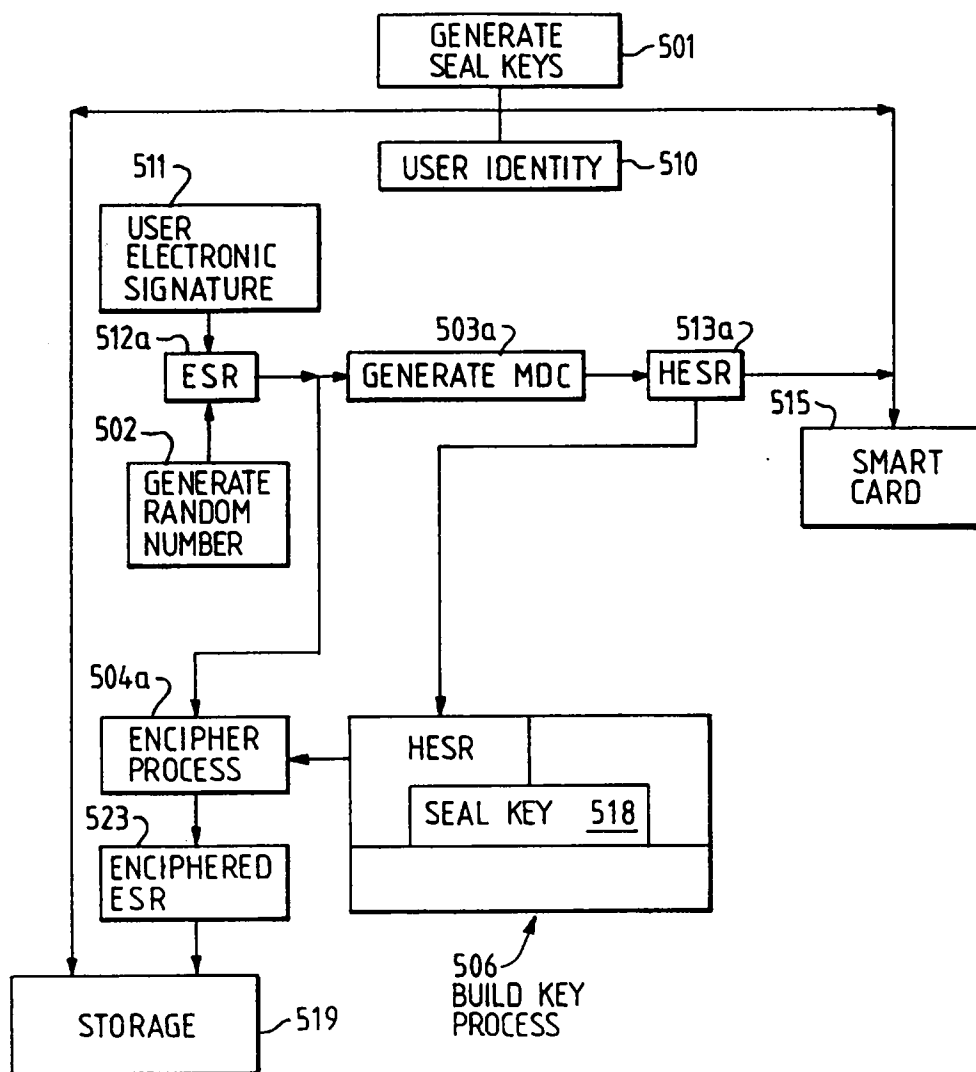 GENERATE
SEAL KEYS
501
USER IDENTITY
510
511
USER
ELECTRONIC
SIGNATURE
512a
ESR
503a
GENERATE MDC
513a
HESR
502
GENERATE
RANDOM
NUMBER
515
SMART
CARD
504a
ENCIPHER
PROCESS
HESR
SEAL KEY 518
523
ENCIPHERED
ESR
506
BUILD KEY
PROCESS
STORAGE
519